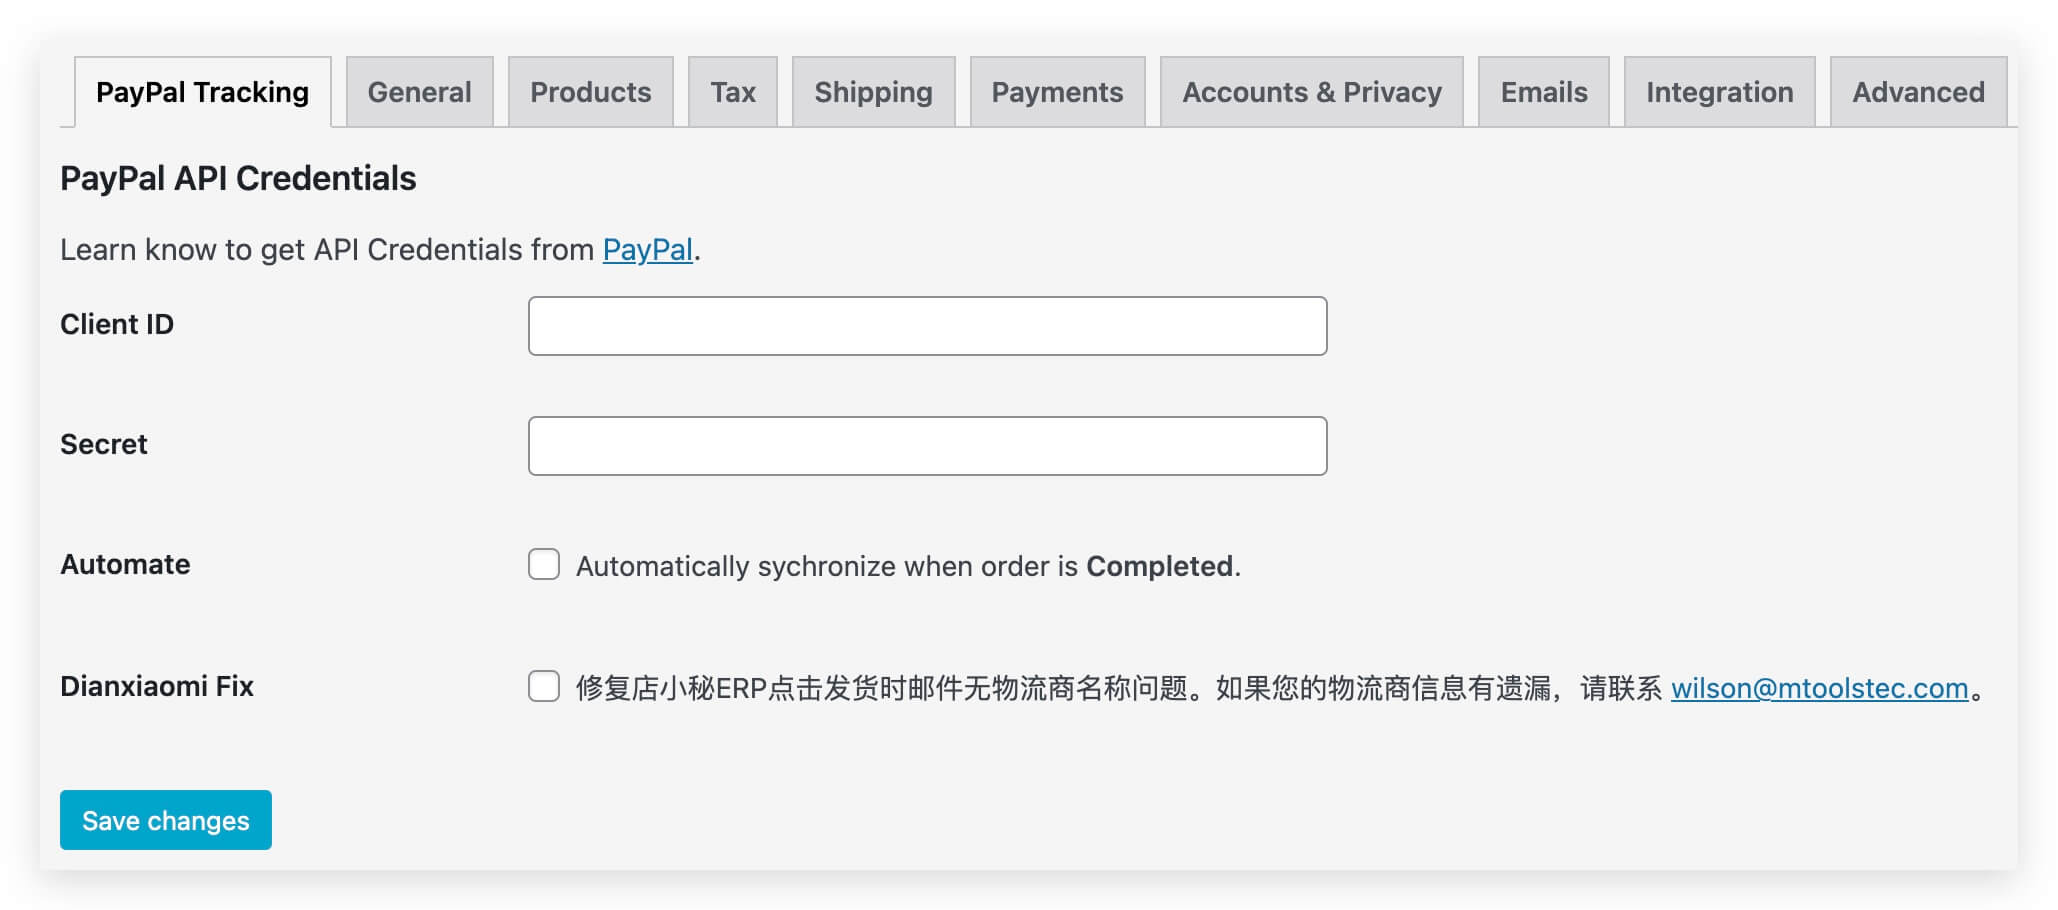 PayPal Tracking General Products Tax Shipping Payments Accounts & Privacy Emails Integration Advanced
PayPal API Credentials
Learn know to get API Credentials from PayPal.
Client ID
Secret
Automate Automatically sychronize when order is Completed.
Dianxiaomi Fix 修复店小秘ERP点击发货时邮件无物流商名称问题。如果您的物流商信息有遗漏，请联系 wilson@mtoolstec.com。
Save changes